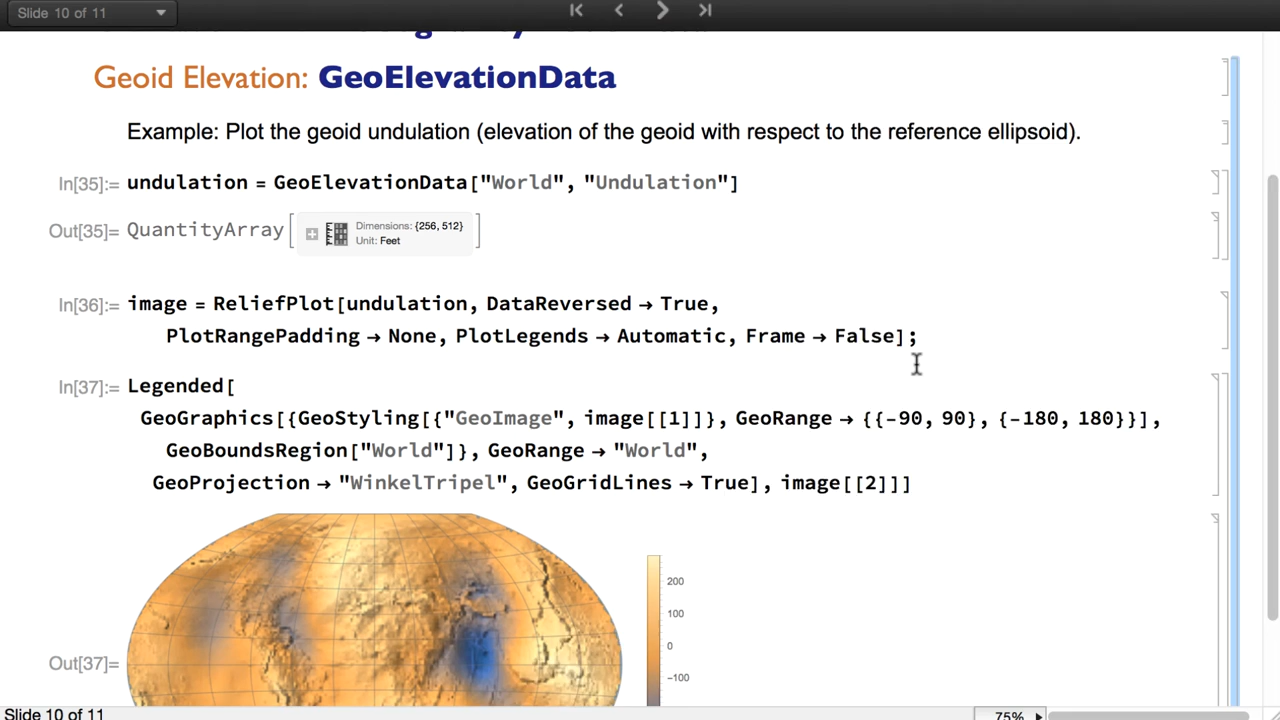 Slide 10 of 11
Geoid Elevation: GeoElevationData
Example: Plot the geoid undulation (elevation of the geoid with respect to the reference ellipsoid).
In[35]:= undulation = GeoElevationData["World", "Undulation"]
Out[35]= QuantityArray[ Dimensions: {256, 512}
Unit: Feet ]
In[36]:= image = ReliefPlot[undulation, DataReversed → True,
PlotRangePadding → None, PlotLegends → Automatic, Frame → False];
In[37]:= Legended[
GeoGraphics[{GeoStyling[{"GeoImage", image[[1]]}, GeoRange → {{-90, 90}, {-180, 180}}],
GeoBoundsRegion["World"]}, GeoRange → "World",
GeoProjection → "WinkelTripel", GeoGridLines → True], image[[2]]]
Out[37]=
200
100
0
-100
Slide 10 of 11
75%